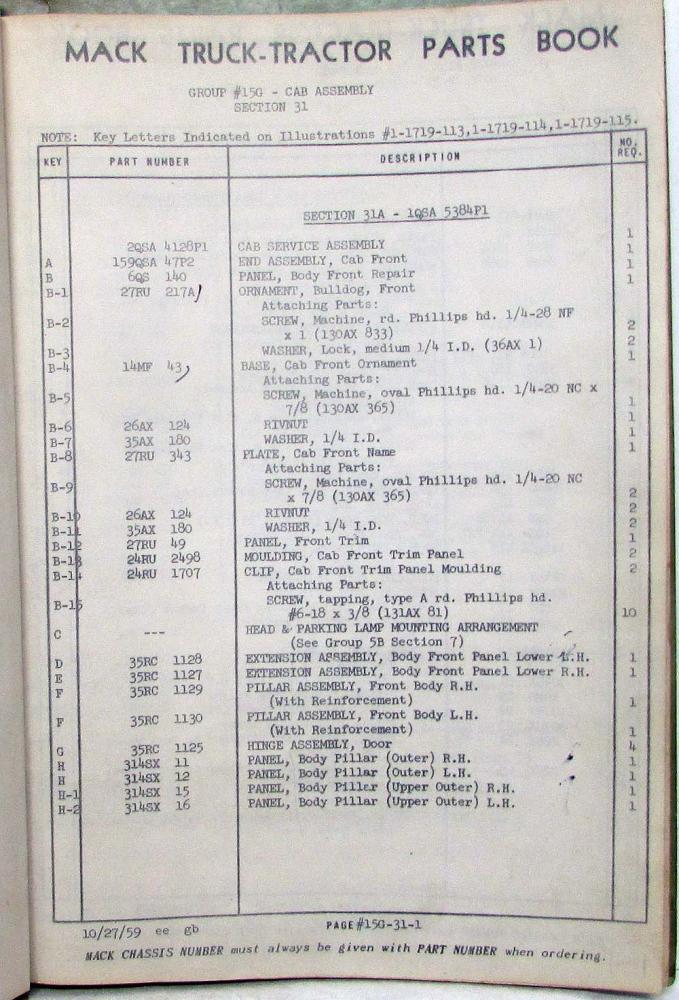 MACK TRUCK-TRACTOR PARTS BOOK
GROUP #15G - CAB ASSEMBLY
SECTION 31
NOTE: Key Letters Indicated on Illustrations #1-1719-113,1-1719-114,1-1719-115.
KEY PART NUMBER DESCRIPTION NO. REQ.
SECTION 31A - 1QSA 5384P1 1
2QSA 4128P1 CAB SERVICE ASSEMBLY 1
A 159QSA 47P2 END ASSEMBLY, Cab Front 1
B 6QS 140 PANEL, Body Front Repair 1
B-1 27RU 217A ORNAMENT, Bulldog, Front
Attaching Parts:
B-2 SCREW, Machine, rd. Phillips hd. 1/4-28 NF
x 1 (130AX 833) 2
B-3 WASHER, Lock, medium 1/4 I.D. (36AX 1) 2
B-4 14MF 43 BASE, Cab Front Ornament 1
Attaching Parts:
B-5 SCREW, Machine, oval Phillips hd. 1/4-20 NC x
7/8 (130AX 365) 1
B-6 26AX 124 RIVNUT 1
B-7 35AX 180 WASHER, 1/4 I.D. 1
B-8 27RU 343 PLATE, Cab Front Name 1
Attaching Parts:
B-9 SCREW, Machine, oval Phillips hd. 1/4-20 NC
x 7/8 (130AX 365) 2
B-10 26AX 124 RIVNUT 2
B-11 35AX 180 WASHER, 1/4 I.D. 2
B-12 27RU 49 PANEL, Front Trim 1
B-13 24RU 2498 MOULDING, Cab Front Trim Panel 2
B-14 24RU 1707 CLIP, Cab Front Trim Panel Moulding 2
Attaching Parts:
B-15 SCREW, tapping, type A rd. Phillips hd.
#6-18 x 3/8 (131AX 81) 10
C --- HEAD & PARKING LAMP MOUNTING ARRANGEMENT
(See Group 5B Section 7)
D 35RC 1128 EXTENSION ASSEMBLY, Body Front Panel Lower L.H. 1
E 35RC 1127 EXTENSION ASSEMBLY, Body Front Panel Lower R.H. 1
F 35RC 1129 PILLAR ASSEMBLY, Front Body R.H.
(With Reinforcement) 1
F 35RC 1130 PILLAR ASSEMBLY, Front Body L.H.
(With Reinforcement) 1
G 35RC 1125 HINGE ASSEMBLY, Door 4
H 314SX 11 PANEL, Body Pillar (Outer) R.H. 1
H 314SX 12 PANEL, Body Pillar (Outer) L.H. 1
H-1 314SX 15 PANEL, Body Pillar (Upper Outer) R.H. 1
H-2 314SX 16 PANEL, Body Pillar (Upper Outer) L.H. 1
10/27/59 ee gb PAGE #15G-31-1
MACK CHASSIS NUMBER must always be given with PART NUMBER when ordering.